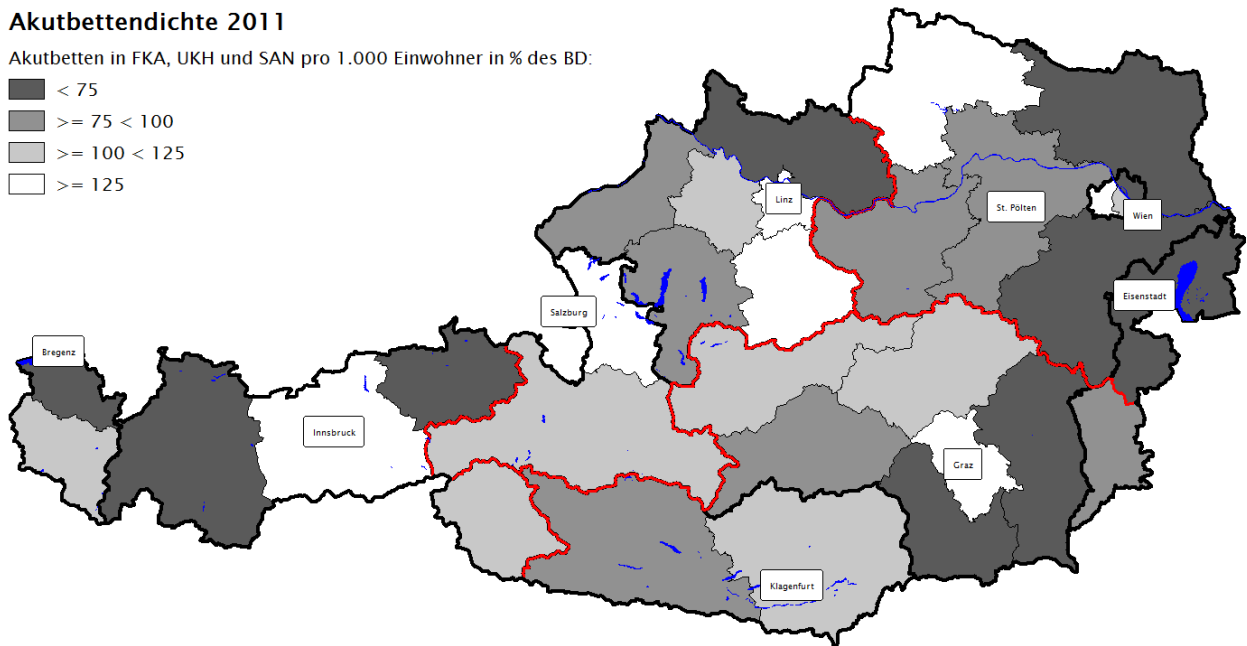 Akutbettendichte 2011
Akutbetten in FKA, UKH und SAN pro 1.000 Einwohner in % des BD:
< 75
>= 75 < 100
>= 100 < 125
>= 125
Linz
St. Pölten
Wien
Eisenstadt
Salzburg
Bregenz
Innsbruck
Graz
Klagenfurt